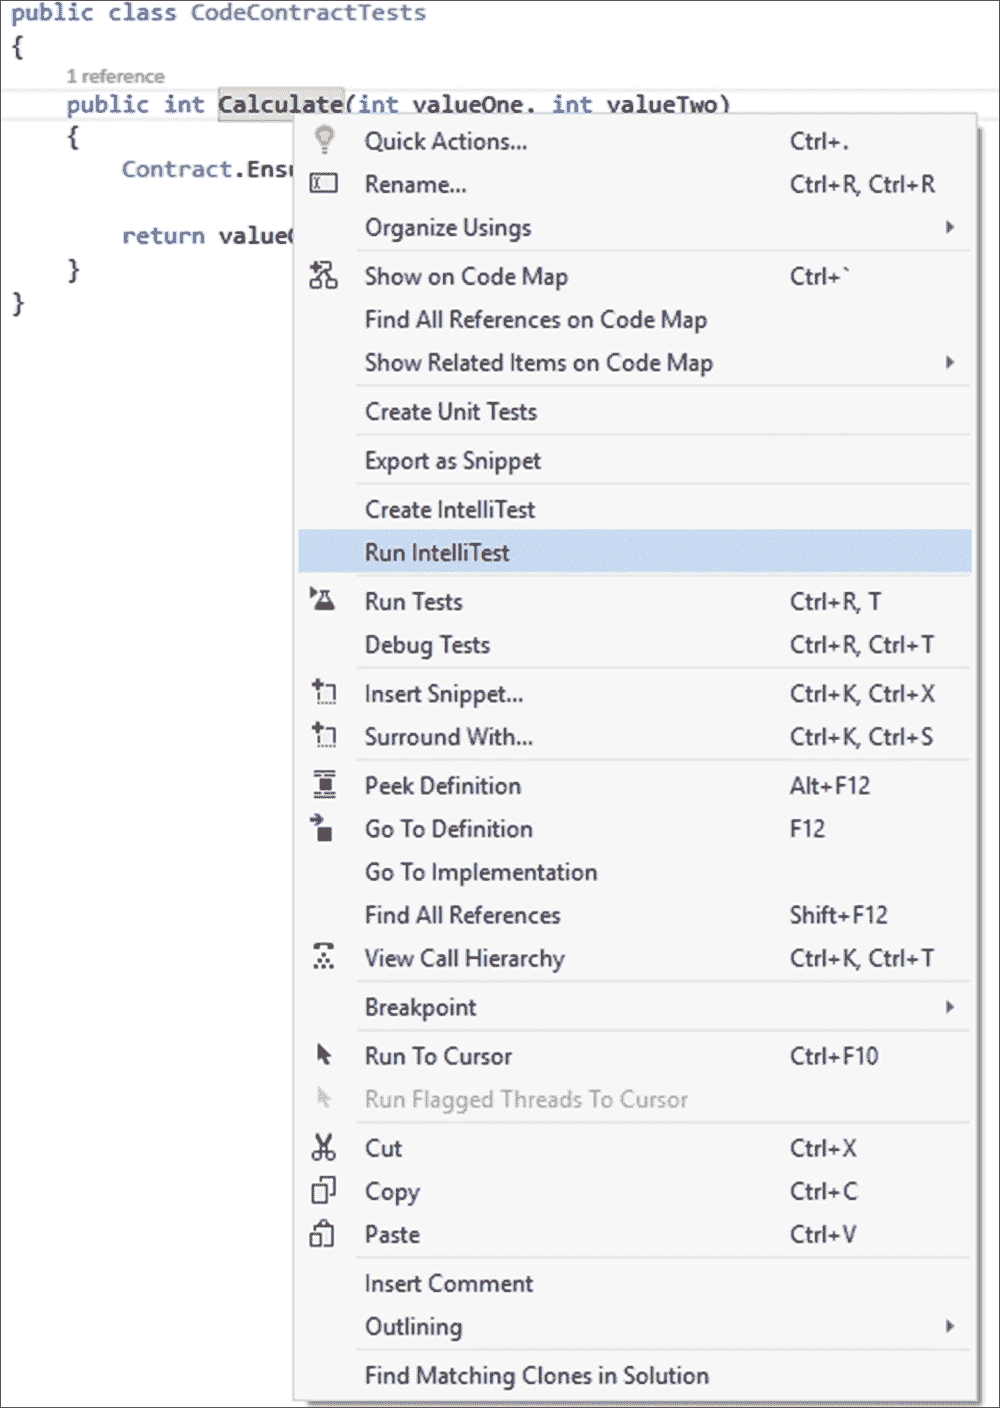 public class CodeContractTests
{
1 reference
public int Calculate(int valueOne, int valueTwo)
{
Contract.Ensu
return value
}
}
Quick Actions... Ctrl+.
Rename... Ctrl+R, Ctrl+R
Organize Usings
Show on Code Map Ctrl+`
Find All References on Code Map
Show Related Items on Code Map
Create Unit Tests
Export as Snippet
Create IntelliTest
Run IntelliTest
Run Tests Ctrl+R, T
Debug Tests Ctrl+R, Ctrl+T
Insert Snippet... Ctrl+K, Ctrl+X
Surround With... Ctrl+K, Ctrl+S
Peek Definition Alt+F12
Go To Definition F12
Go To Implementation
Find All References Shift+F12
View Call Hierarchy Ctrl+K, Ctrl+T
Breakpoint
Run To Cursor Ctrl+F10
Run Flagged Threads To Cursor
Cut Ctrl+X
Copy Ctrl+C
Paste Ctrl+V
Insert Comment
Outlining
Find Matching Clones in Solution